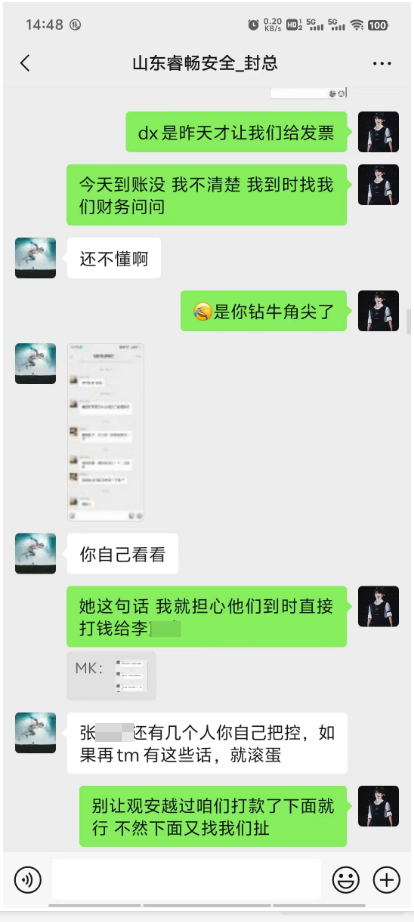 14:48
0.20 KB/s
HD
5G
5G
100
山东睿畅安全_封总
dx是昨天才让我们给发票
今天到账没 我不清楚 我到时找我
们财务问问
还不懂啊
是你钻牛角尖了
你自己看看
她这句话 我就担心他们到时直接
打钱给李
MK:
张 还有几个人你自己把控，如
果再tm有这些话，就滚蛋
别让观安越过咱们打款了下面就
行 不然下面又找我们扯